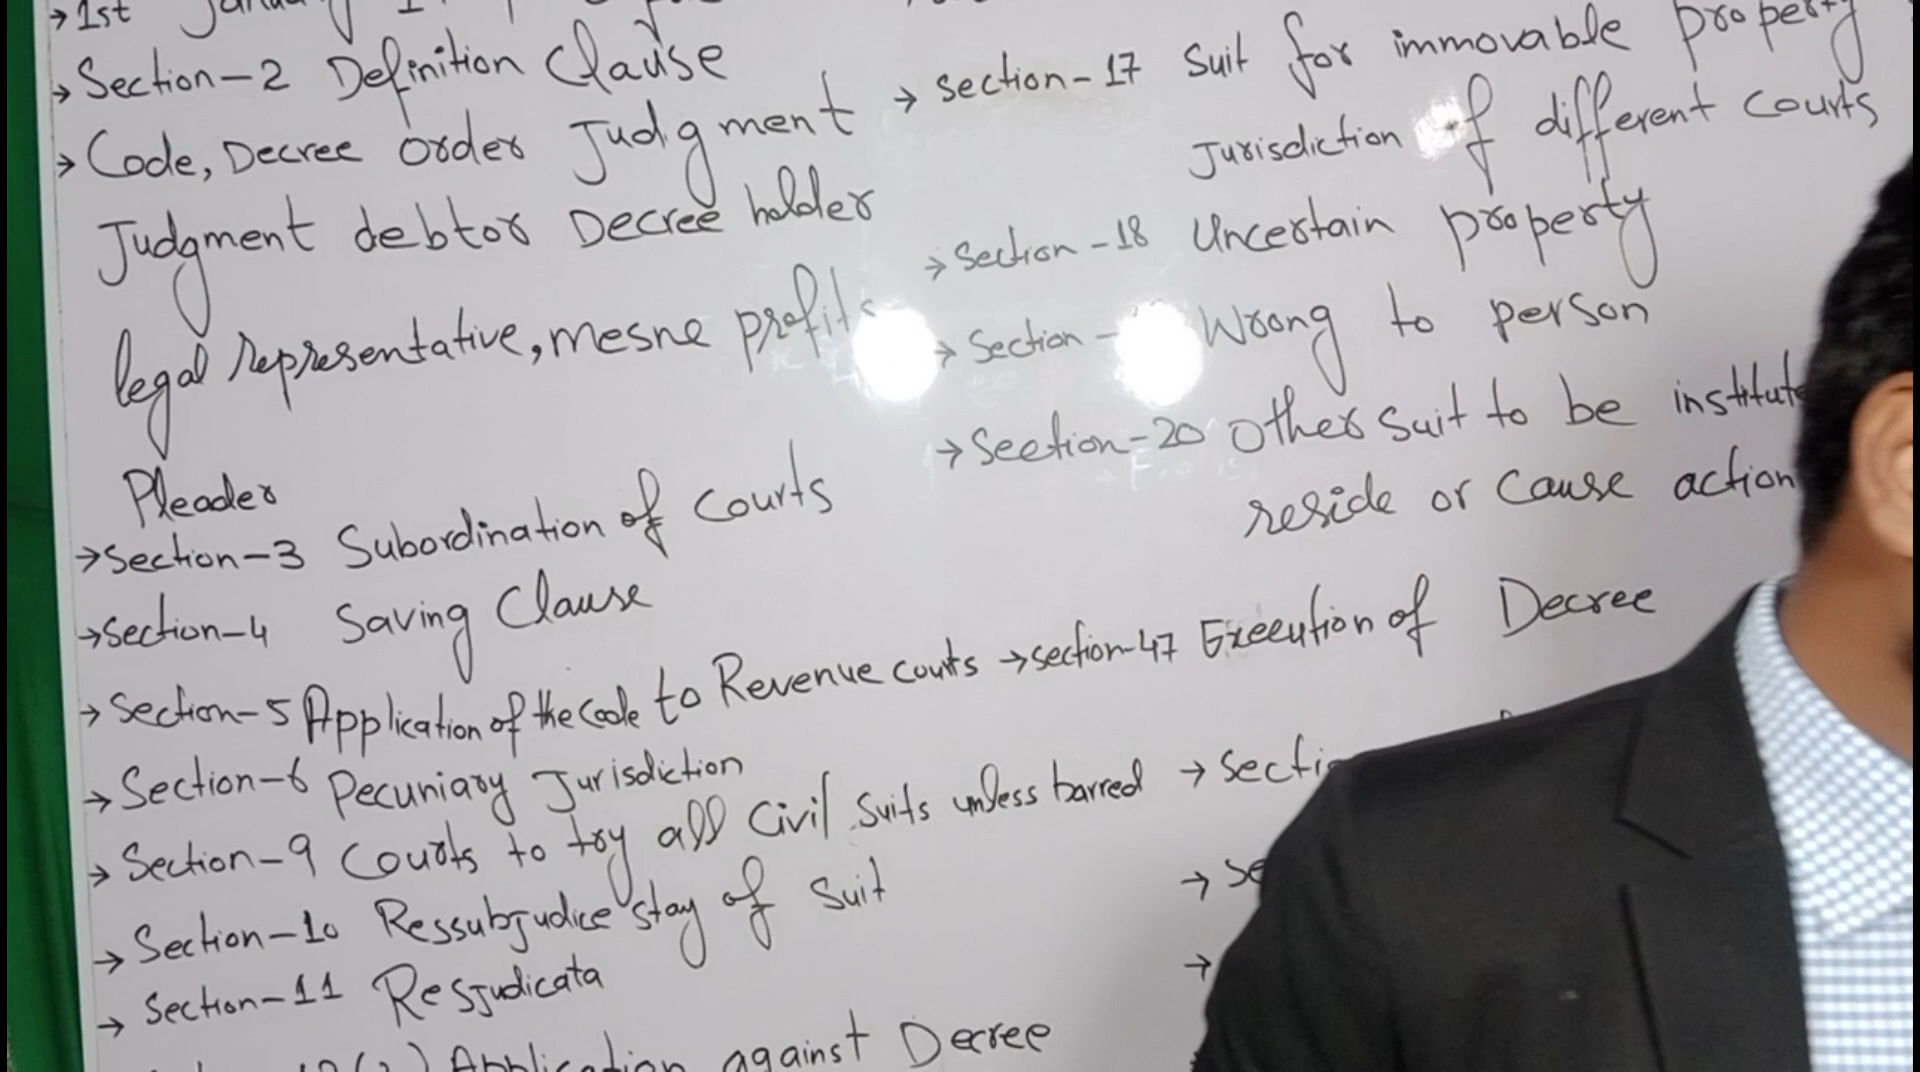 → 1st
→ Section-2 Definition Clause
→ Code, Decree order Judgment
Judgment debtor Decree holder
legal representative, mesne profits
Pleader
→ Section-3 Subordination of Courts
→ Section-4 Saving Clause
→ Section-5 Application of the Code to Revenue courts
→ Section-6 Pecuniary Jurisdiction
→ Section-9 Courts to try all Civil Suits unless barred
→ Section-10 Ressubjudice stay of Suit
→ Section-11 Resjudicata
Application against Decree
→ Section-17 Suit for immovable property
Jurisdiction of different Courts
→ Section-18 Uncertain property
→ Section - Wrong to person
→ Section-20 Other Suit to be institute
reside or Cause action
→ section-47 Execution of Decree
→ Secti
→ Se
→